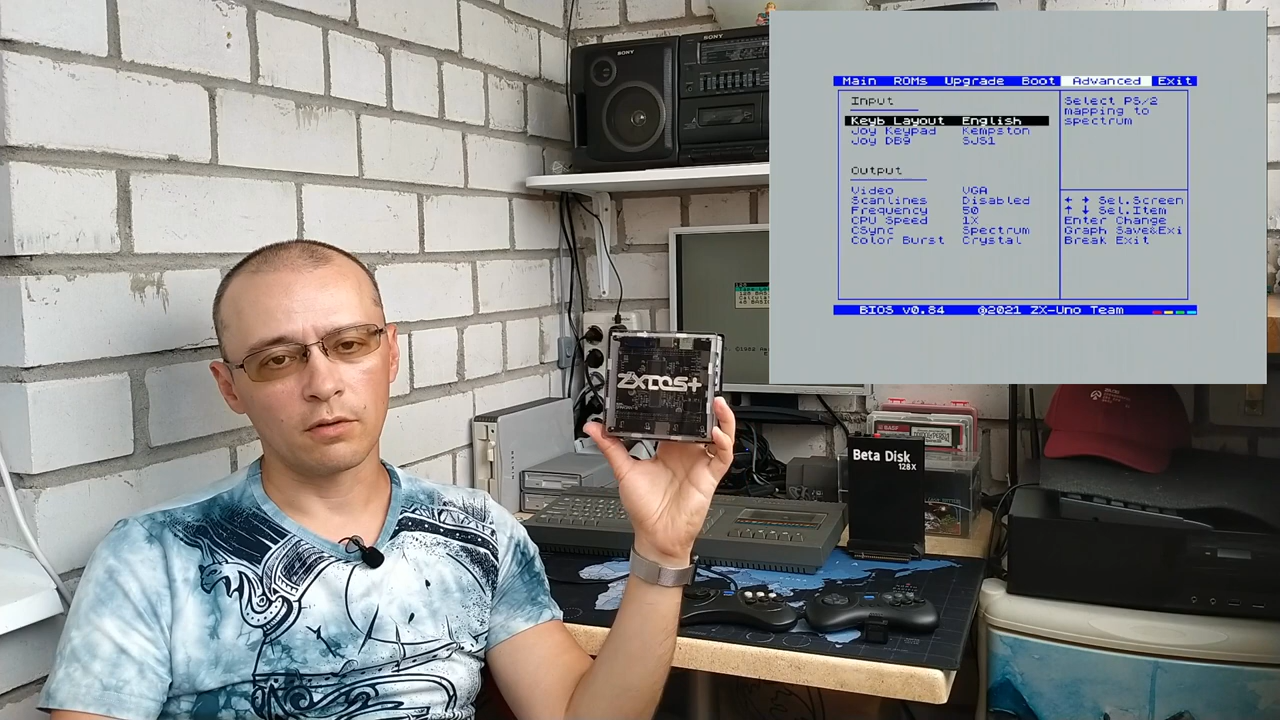 SONY
SONY
Main ROMs Upgrade Boot Advanced Exit
Input
Keyb Layout English
Joy Keypad Kempston
Joy DB9 SJS1
Output
Video VGA
Scanlines Disabled
Frequency 50
CPU Speed 1X
CSync Spectrum
Color Burst Crystal
Select PS/2
mapping to
spectrum
← → Sel.Screen
↑ ↓ Sel.Item
Enter Change
Graph Save&Exi
Break Exit
BIOS v0.84 @2021 ZX-Uno Team
ZXDOS+
BASF
Beta Disk
128X